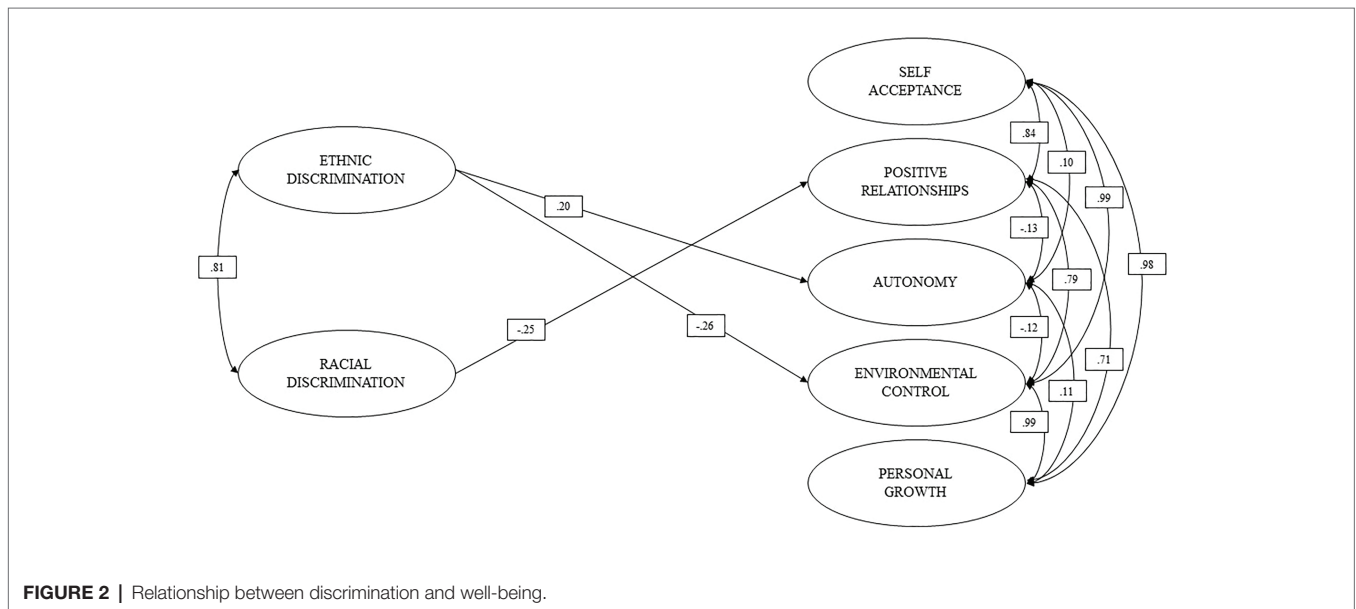 SELF
ACCEPTANCE
.84
.10
ETHNIC
DISCRIMINATION
POSITIVE
RELATIONSHIPS
.20
.99
-.13
.81
.98
AUTONOMY
.79
-.25
-.26
-.12
RACIAL
DISCRIMINATION
ENVIRONMENTAL
CONTROL
.71
.11
.99
PERSONAL
GROWTH
FIGURE 2 | Relationship between discrimination and well-being.